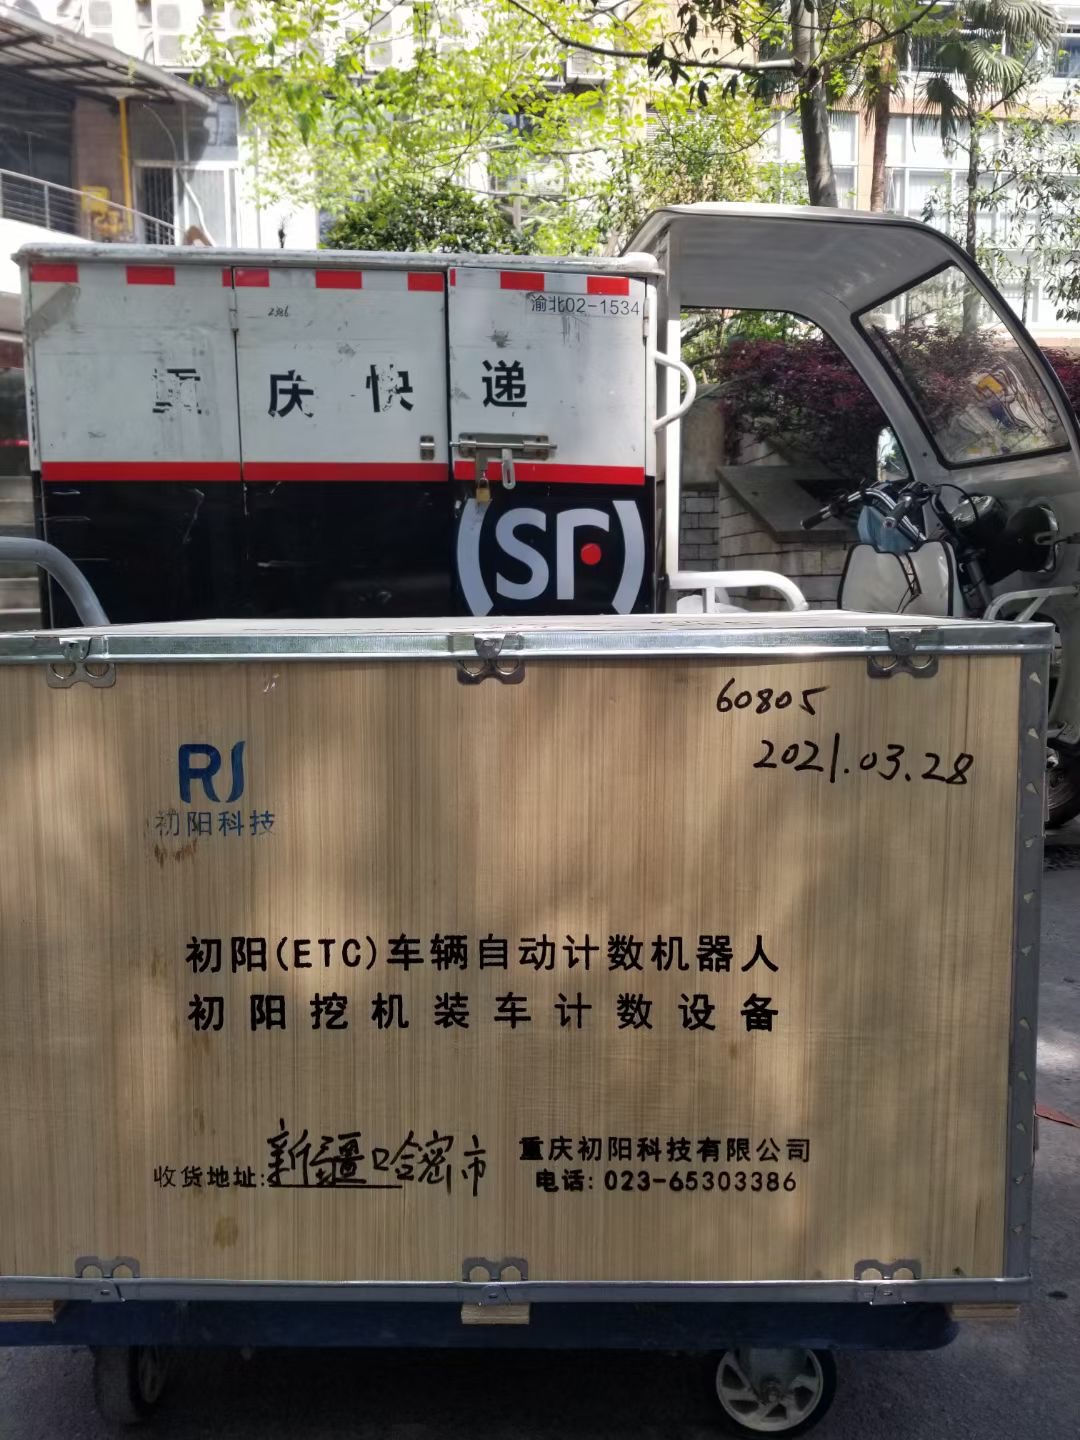 渝北02-1534
2386
重庆快递
SF
60805
2021.03.28
RJ
初阳科技
初阳(ETC)车辆自动计数机器人
初阳挖机装车计数设备
收货地址:新疆哈密市
重庆初阳科技有限公司
电话:023-65303386